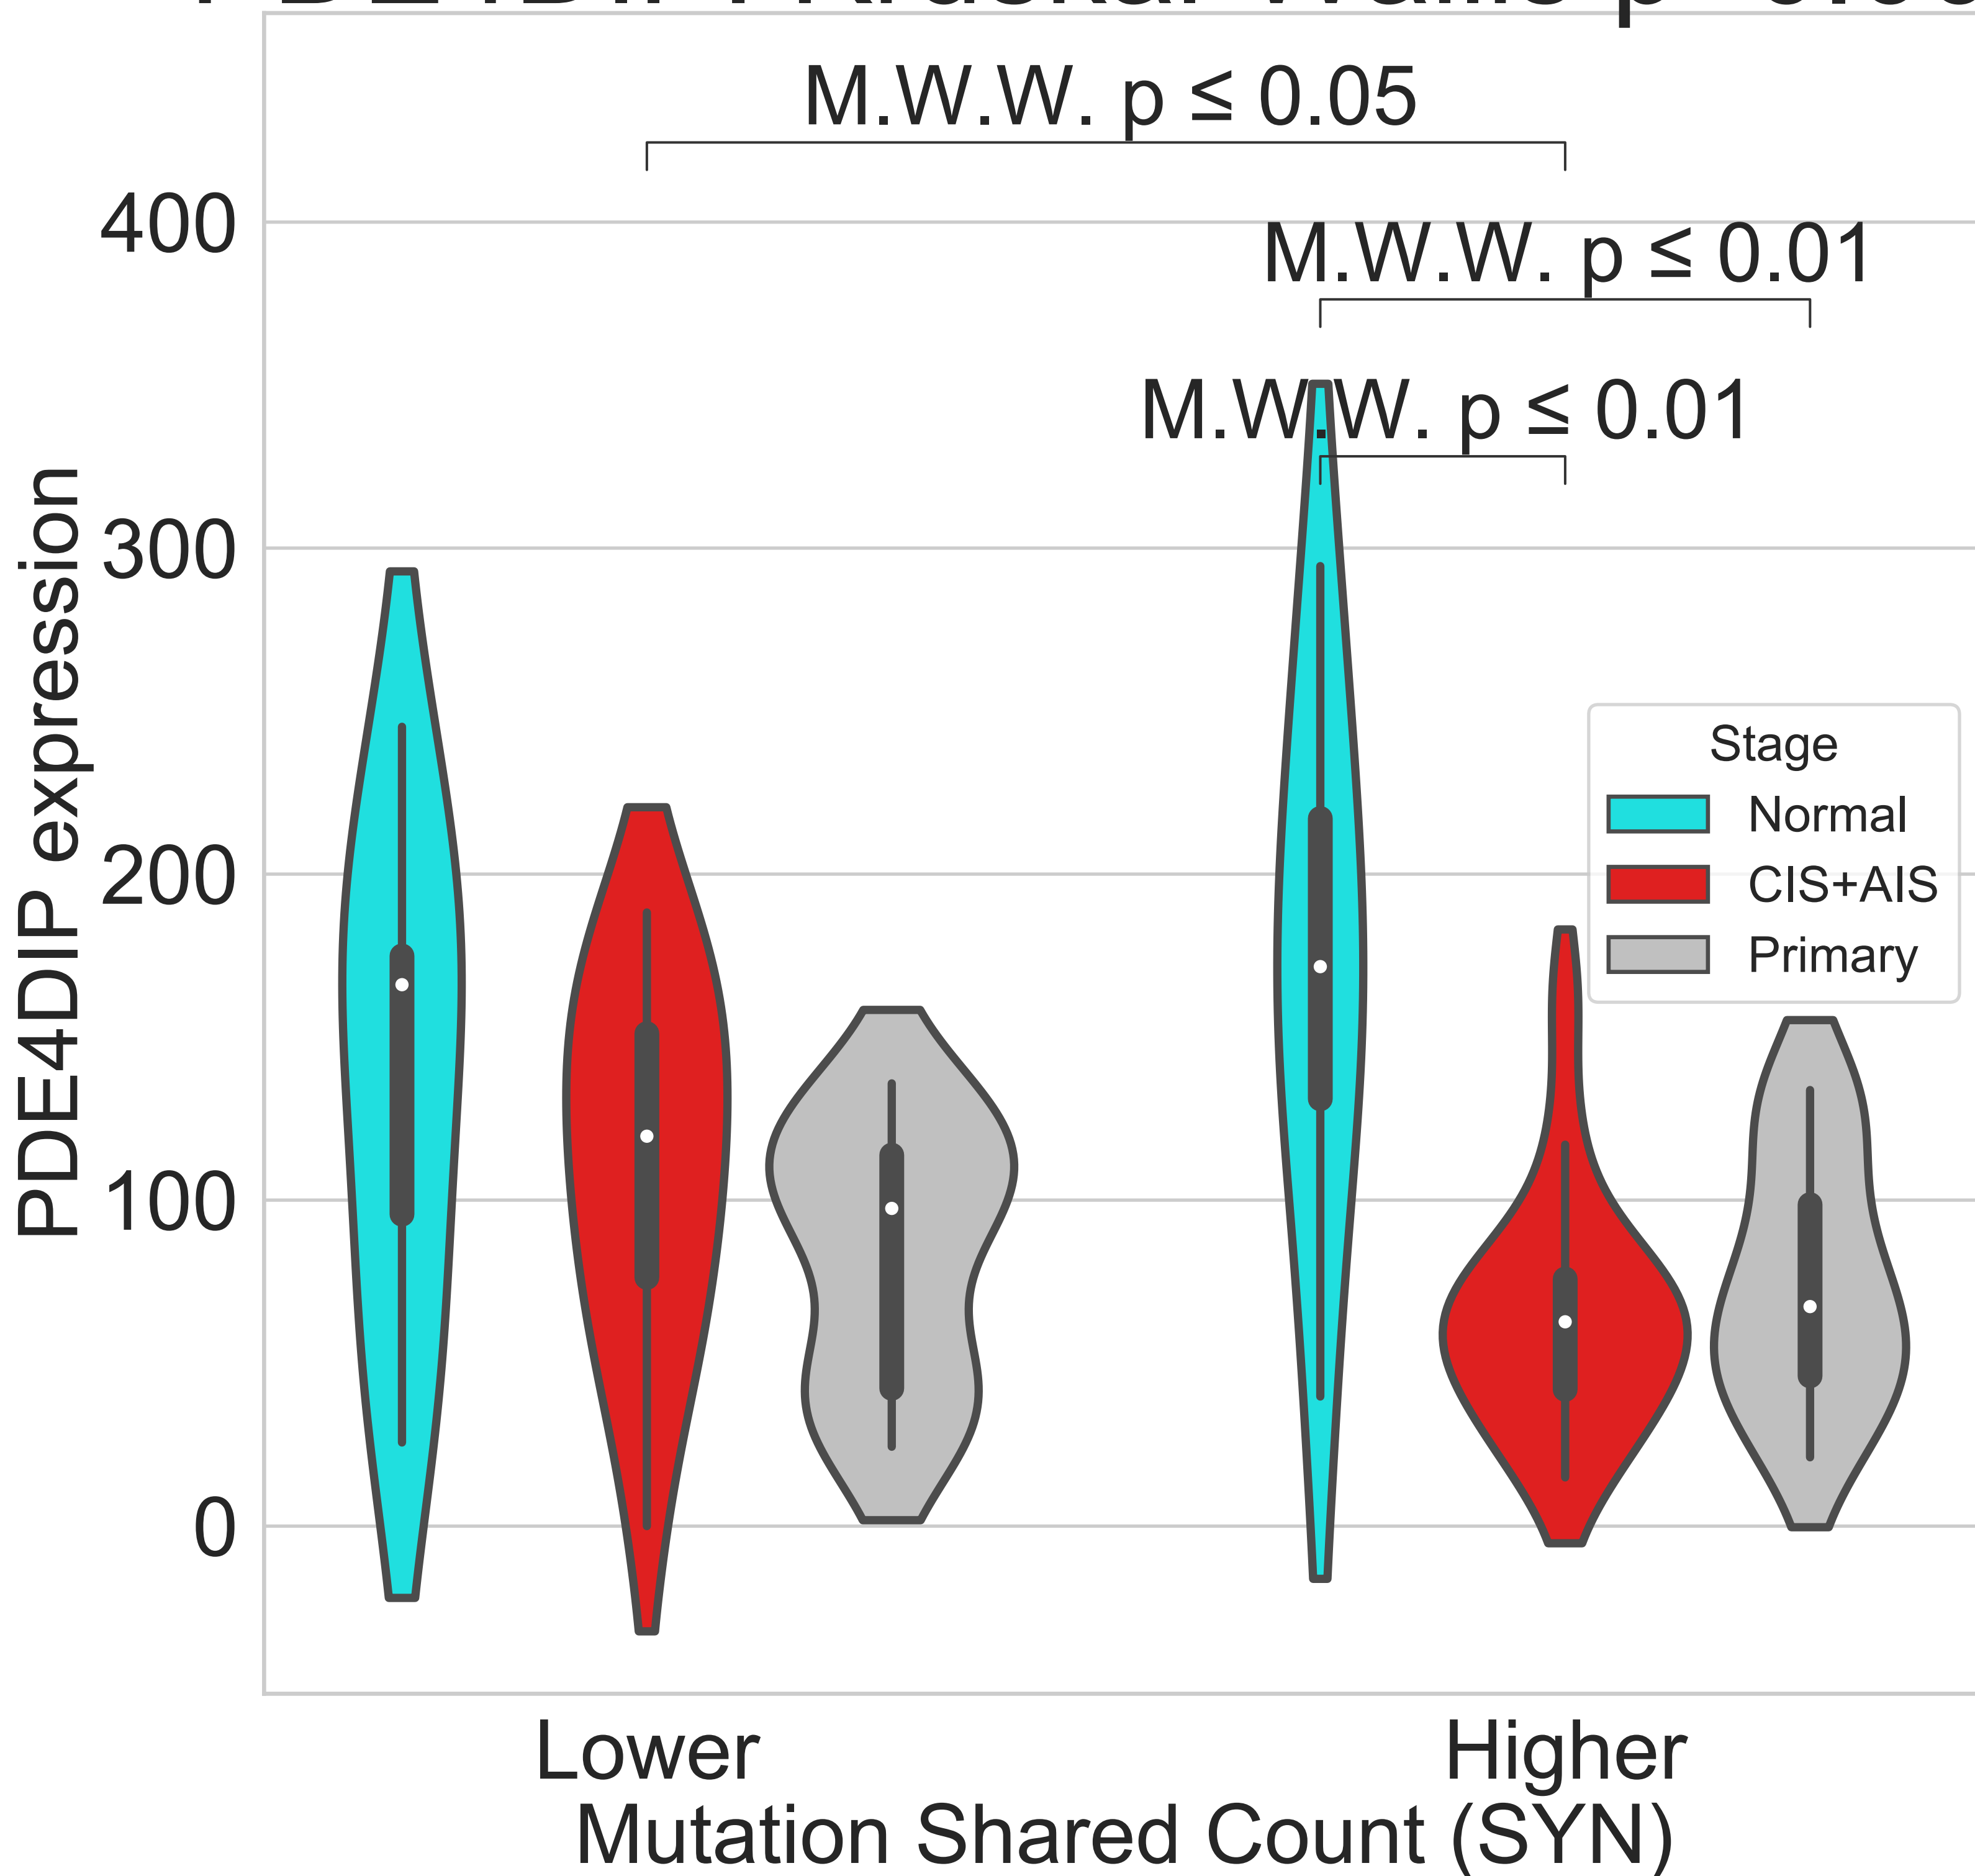 M.W.W. p ≤ 0.05
M.W.W. p ≤ 0.01
M.W.W. p ≤ 0.01
PDE4DIP expression
400
300
200
100
0
Stage
Normal
CIS+AIS
Primary
Lower
Higher
Mutation Shared Count (SYN)